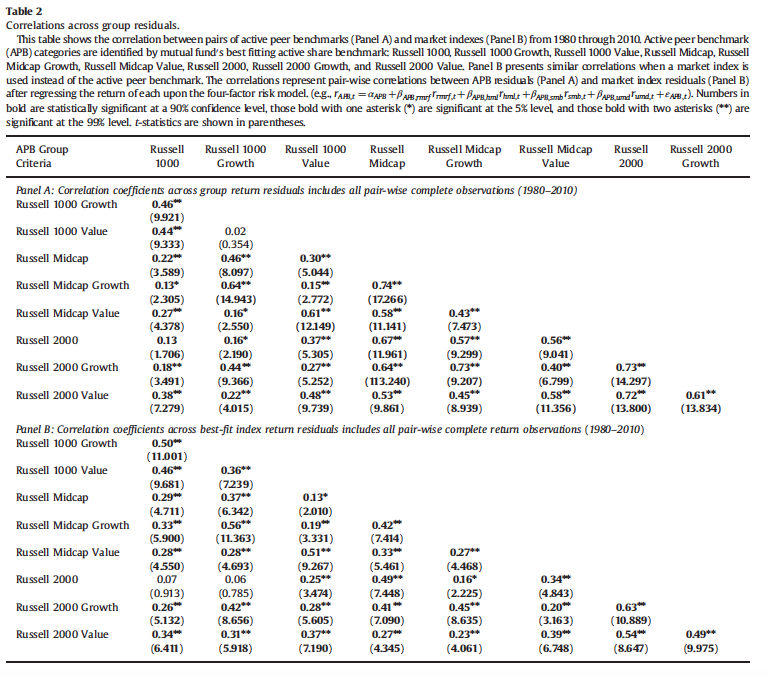 Table 2
Correlations across group residuals.
This table shows the correlation between pairs of active peer benchmarks (Panel A) and market indexes (Panel B) from 1980 through 2010. Active peer benchmark
(APB) categories are identified by mutual fund's best fitting active share benchmark: Russell 1000, Russell 1000 Growth, Russell 1000 Value, Russell Midcap, Russell
Midcap Growth, Russell Midcap Value, Russell 2000, Russell 2000 Growth, and Russell 2000 Value. Panel B presents similar correlations when a market index is
used instead of the active peer benchmark. The correlations represent pair-wise correlations between APB residuals (Panel A) and market index residuals (Panel B)
after regressing the return of each upon the four-factor risk model. (e.g., r_{APB,t} = α_{APB} + β_{APB,rmrf} r_{rmrf,t} + β_{APB,hml} r_{hml,t} + β_{APB,smb} r_{smb,t} + β_{APB,umd} r_{umd,t} + ε_{APB,t}). Numbers in
bold are statistically significant at a 90% confidence level, those bold with one asterisk (*) are significant at the 5% level, and those bold with two asterisks (**) are
significant at the 99% level. t-statistics are shown in parentheses.
APB Group Russell Russell 1000 Russell 1000 Russell Russell Midcap Russell Midcap Russell Russell 2000
Criteria 1000 Growth Value Midcap Growth Value 2000 Growth
Panel A: Correlation coefficients across group return residuals includes all pair-wise complete observations (1980–2010)
Russell 1000 Growth 0.46**
(9.921)
Russell 1000 Value 0.44** 0.02
(9.333) (0.354)
Russell Midcap 0.22** 0.46** 0.30**
(3.589) (8.097) (5.044)
Russell Midcap Growth 0.13* 0.64** 0.15** 0.74**
(2.305) (14.943) (2.772) (17.266)
Russell Midcap Value 0.27** 0.16* 0.61** 0.58** 0.43**
(4.378) (2.550) (12.149) (11.141) (7.473)
Russell 2000 0.13 0.16* 0.37** 0.67** 0.57** 0.56**
(1.706) (2.190) (5.305) (11.961) (9.299) (9.041)
Russell 2000 Growth 0.18** 0.44** 0.27** 0.64** 0.73** 0.40** 0.73**
(3.491) (9.366) (5.252) (113.240) (9.207) (6.799) (14.297)
Russell 2000 Value 0.38** 0.22** 0.48** 0.53** 0.45** 0.58** 0.72** 0.61**
(7.279) (4.015) (9.739) (9.861) (8.939) (11.356) (13.800) (13.834)
Panel B: Correlation coefficients across best-fit index return residuals includes all pair-wise complete return observations (1980–2010)
Russell 1000 Growth 0.50**
(11.001)
Russell 1000 Value 0.46** 0.36**
(9.681) (7.239)
Russell Midcap 0.29** 0.37** 0.13*
(4.711) (6.342) (2.010)
Russell Midcap Growth 0.33** 0.56** 0.19** 0.42**
(5.900) (11.363) (3.331) (7.414)
Russell Midcap Value 0.28** 0.28** 0.51** 0.33** 0.27**
(4.550) (4.693) (9.267) (5.461) (4.468)
Russell 2000 0.07 0.06 0.25** 0.49** 0.16* 0.34**
(0.913) (0.785) (3.474) (7.448) (2.225) (4.843)
Russell 2000 Growth 0.26** 0.42** 0.28** 0.41** 0.45** 0.20** 0.63**
(5.132) (8.656) (5.605) (7.090) (8.635) (3.163) (10.889)
Russell 2000 Value 0.34** 0.31** 0.37** 0.27** 0.23** 0.39** 0.54** 0.49**
(6.411) (5.918) (7.190) (4.345) (4.061) (6.748) (8.647) (9.975)